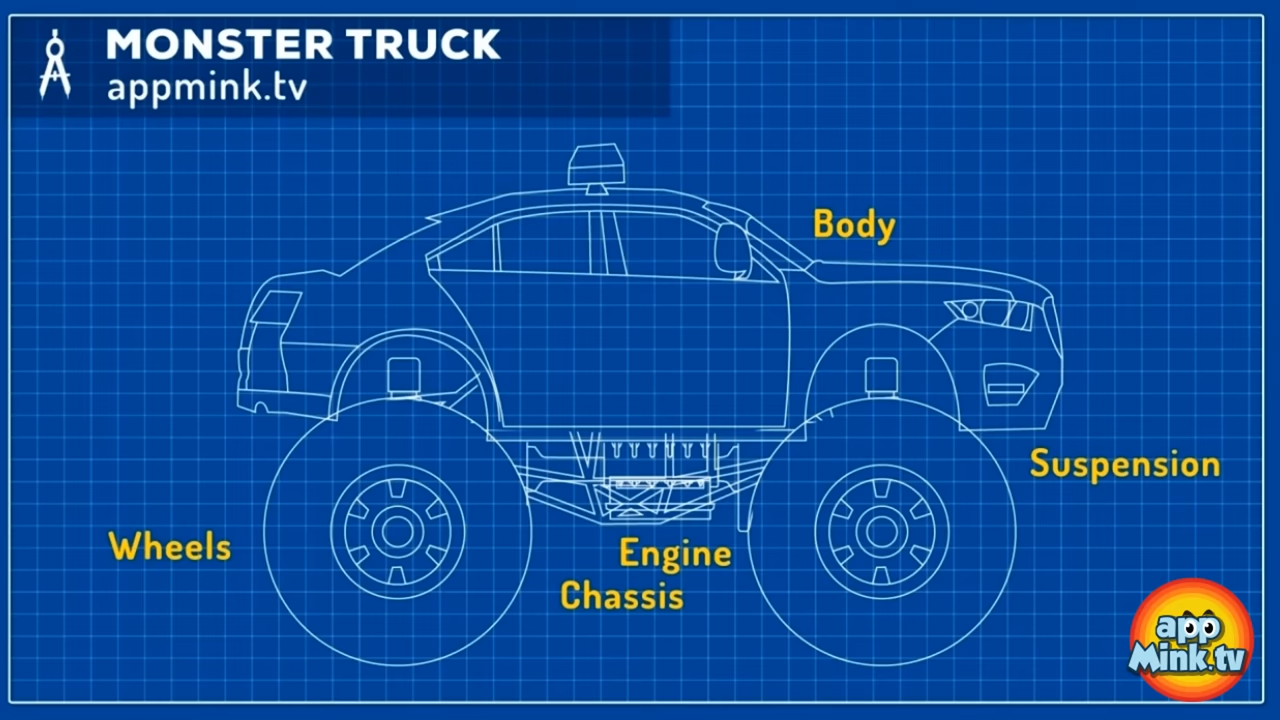 MONSTER TRUCK
appmink.tv
Body
Suspension
Wheels
Engine
Chassis
app
Mink.tv